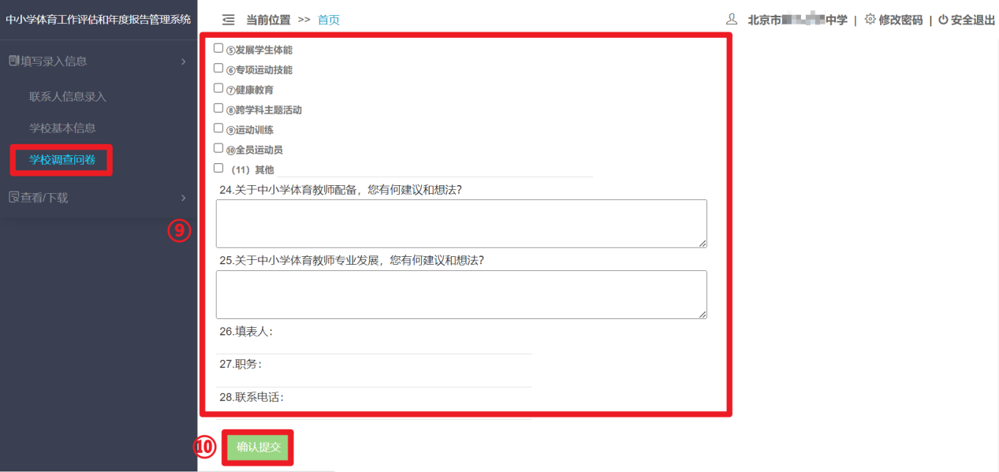 中小学体育工作评估和年度报告管理系统
当前位置 >> 首页
北京市 中学 | 修改密码 | 安全退出
填写录入信息
联系人信息录入
学校基本信息
学校调查问卷
查看/下载
⑨
⑤发展学生体能
⑥专项运动技能
⑦健康教育
⑧跨学科主题活动
⑨运动训练
⑩全员运动员
（11）其他
24.关于中小学体育教师配备，您有何建议和想法?
25.关于中小学体育教师专业发展，您有何建议和想法?
26.填表人：
27.职务：
28.联系电话：
⑩
确认提交